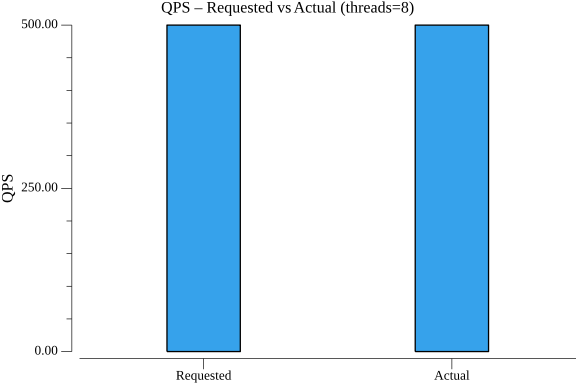 QPS – Requested vs Actual (threads=8)
500.00
250.00
0.00
QPS
Requested
Actual